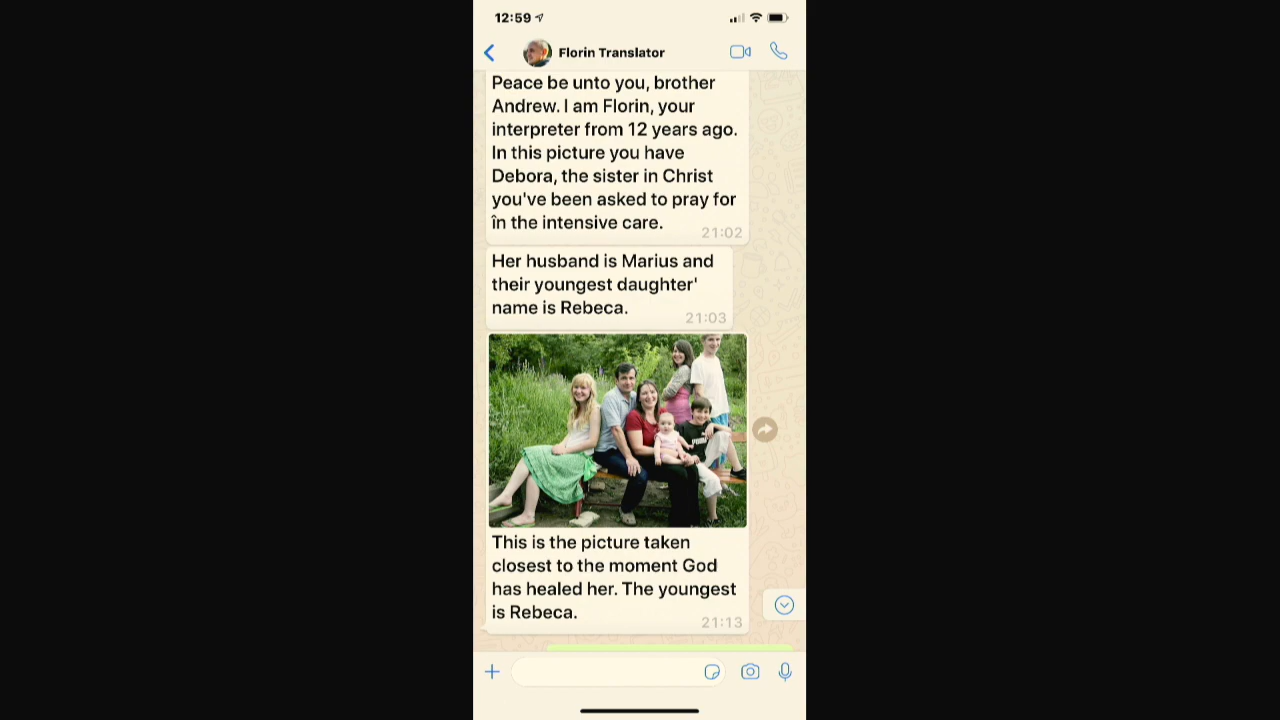 12:59
Florin Translator
Peace be unto you, brother
Andrew. I am Florin, your
interpreter from 12 years ago.
In this picture you have
Debora, the sister in Christ
you've been asked to pray for
în the intensive care.
21:02
Her husband is Marius and
their youngest daughter'
name is Rebeca.
21:03
This is the picture taken
closest to the moment God
has healed her. The youngest
is Rebeca.
21:13